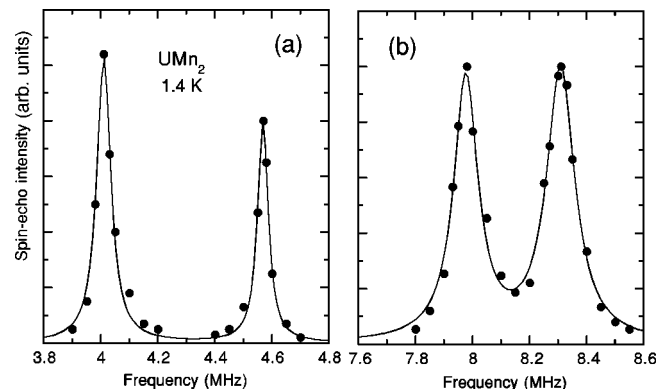 (a)
(b)
UMn₂
1.4 K
Spin-echo intensity (arb. units)
3.8 4 4.2 4.4 4.6 4.8
7.6 7.8 8 8.2 8.4 8.6
Frequency (MHz)
Frequency (MHz)